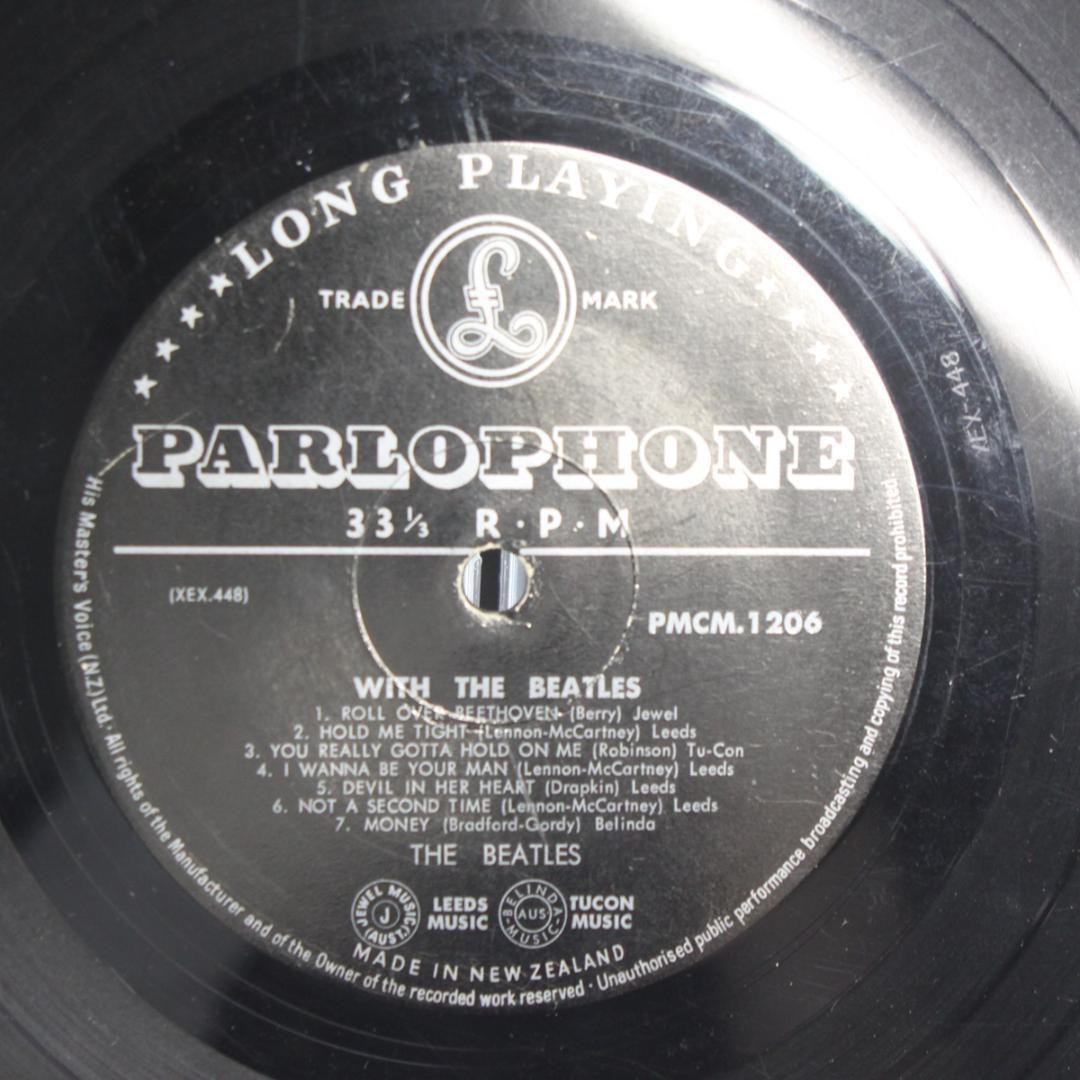 LONG PLAYING
TRADE £ MARK
PARLOPHONE
33⅓ R·P·M
(XEX.448)
PMCM.1206
WITH THE BEATLES
1. ROLL OVER BEETHOVEN (Berry) Jewel
2. HOLD ME TIGHT (Lennon-McCartney) Leeds
3. YOU REALLY GOTTA HOLD ON ME (Robinson) Tu-Con
4. I WANNA BE YOUR MAN (Lennon-McCartney) Leeds
5. DEVIL IN HER HEART (Drapkin) Leeds
6. NOT A SECOND TIME (Lennon-McCartney) Leeds
7. MONEY (Bradford-Gordy) Belinda
THE BEATLES
JEWEL MUSIC (AUST.) J
LEEDS MUSIC
BELINDA AUS MUSIC
TUCON MUSIC
MADE IN NEW ZEALAND
His Master's Voice (N.Z.) Ltd · All rights of the Manufacturer and of the Owner of the recorded work reserved · Unauthorised public performance broadcasting and copying of this record prohibited.
XEX. 448